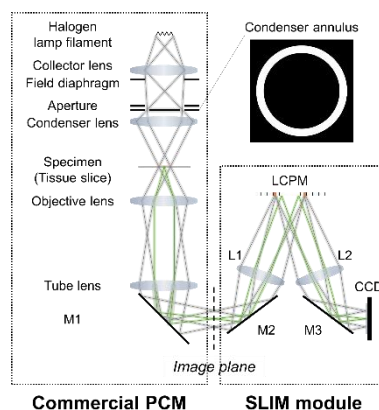 Halogen
lamp filament
Condenser annulus
Collector lens
Field diaphragm
Aperture
Condenser lens
Specimen
(Tissue slice)
Objective lens
Tube lens
M1
LCPM
L1
L2
CCD
M2
M3
Image plane
Commercial PCM
SLIM module